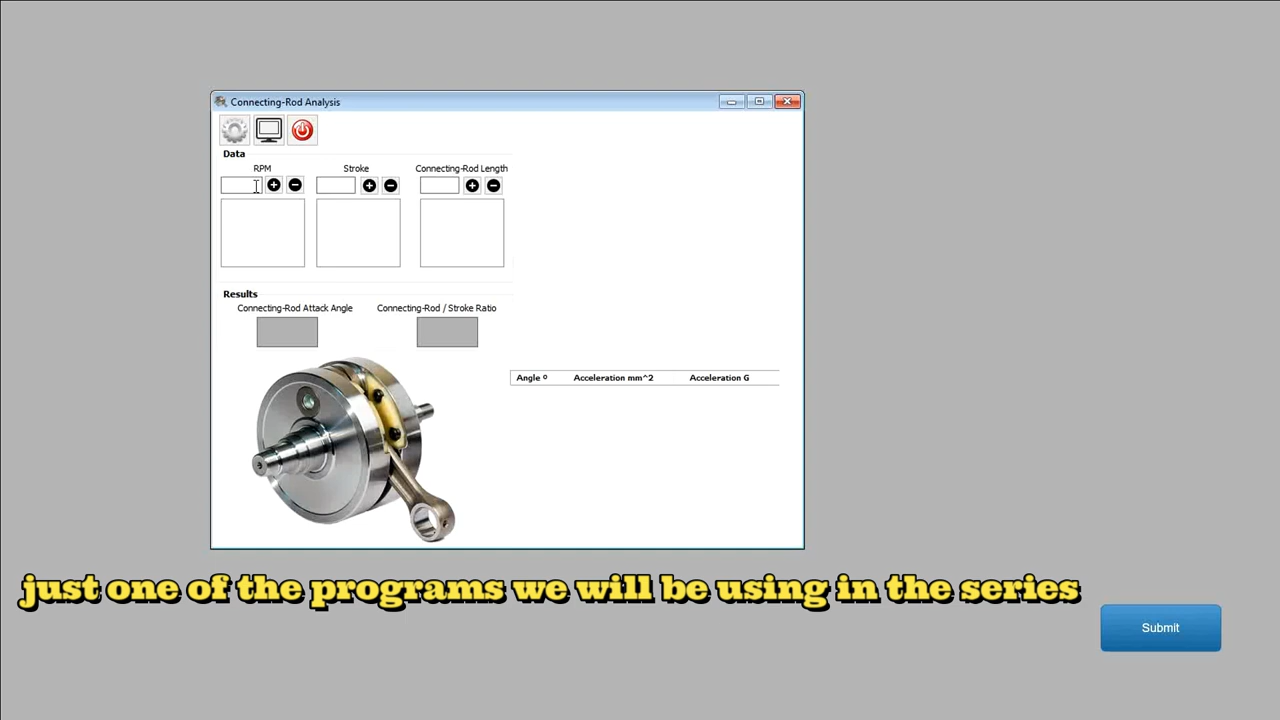 Connecting-Rod Analysis
Data
RPM Stroke Connecting-Rod Length
Results
Connecting-Rod Attack Angle Connecting-Rod / Stroke Ratio
Angle º Acceleration mm^2 Acceleration G
just one of the programs we will be using in the series
Submit